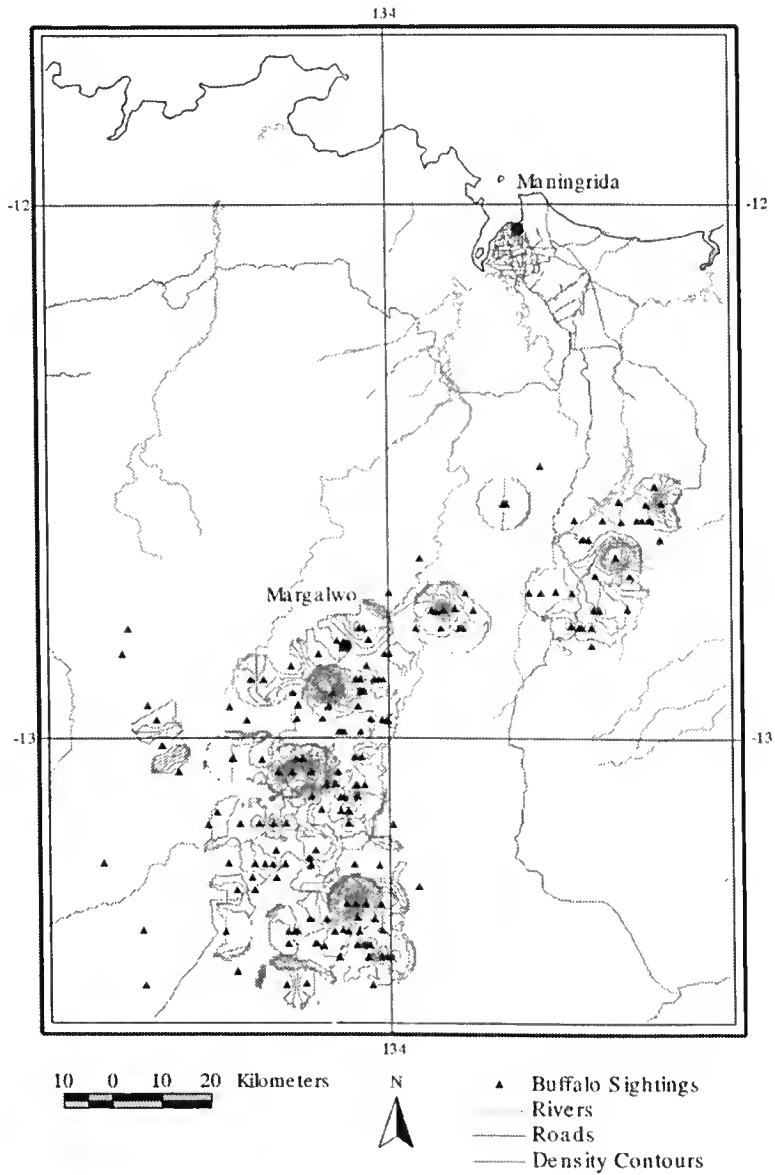 134
Maningrida
-12 -12
Margalwo
-13 -13
134
10 0 10 20 Kilometers
N
Buffalo Sightings
Rivers
Roads
Density Contours